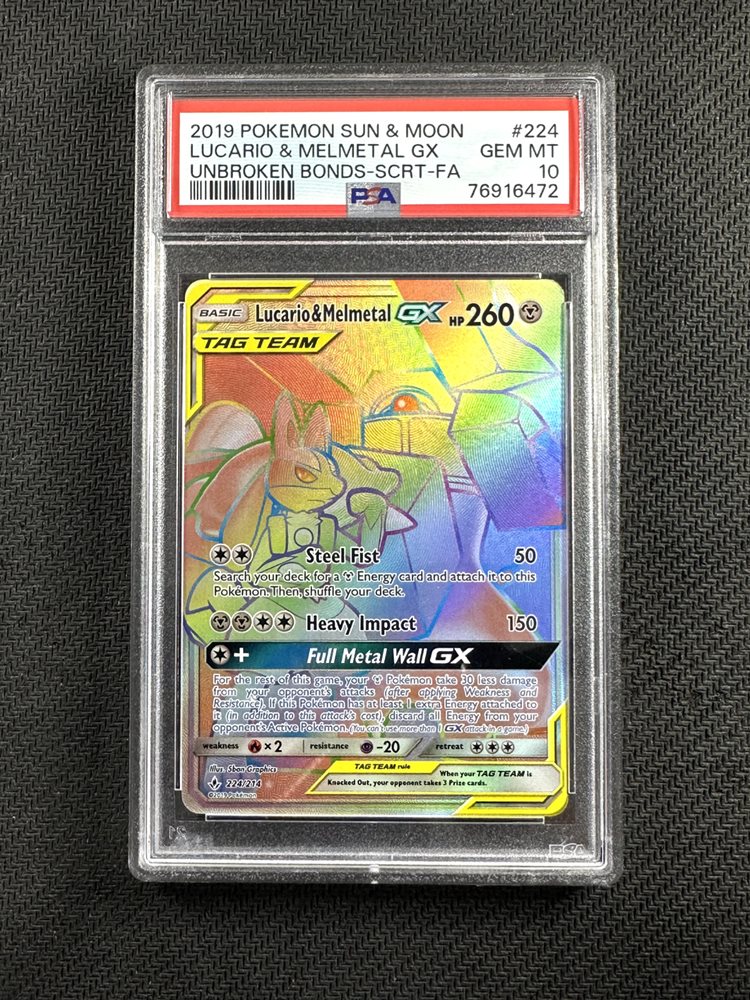 2019 POKEMON SUN & MOON #224
LUCARIO & MELMETAL GX GEM MT
UNBROKEN BONDS-SCRT-FA 10
PSA 76916472
BASIC Lucario&Melmetal GX HP 260
TAG TEAM
Steel Fist 50
Search your deck for a Energy card and attach it to this
Pokémon. Then, shuffle your deck.
Heavy Impact 150
+ Full Metal Wall GX
For the rest of this game, your Pokémon take 30 less damage
from your opponent's attacks (after applying Weakness and
Resistance). If this Pokémon has at least 1 extra Energy attached to
it (in addition to this attack's cost), discard all Energy from your
opponent's Active Pokémon. (You can't use more than 1 GX attack in a game.)
weakness ×2 resistance -20 retreat
Illus. Sban Graphics
224/214
©2019 Pokémon
TAG TEAM rule
When your TAG TEAM is
Knocked Out, your opponent takes 3 Prize cards.
PSA